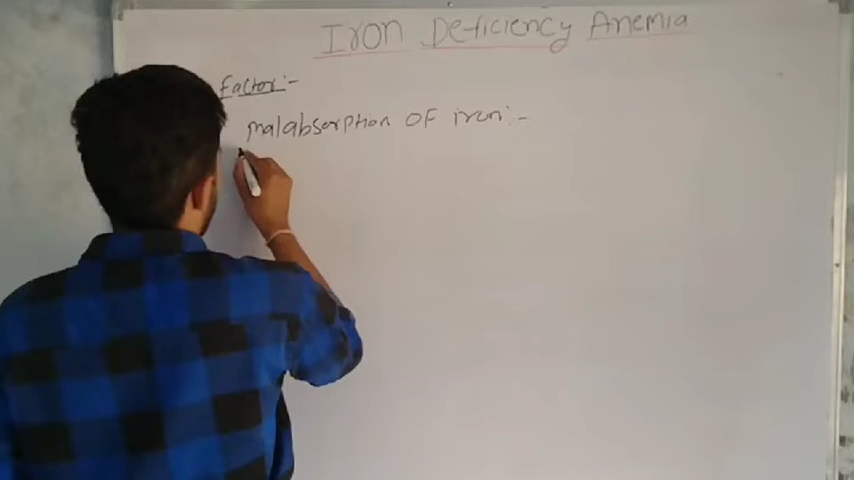 Iron Deficiency Anemia
Factor:-
malabsorption of iron:-